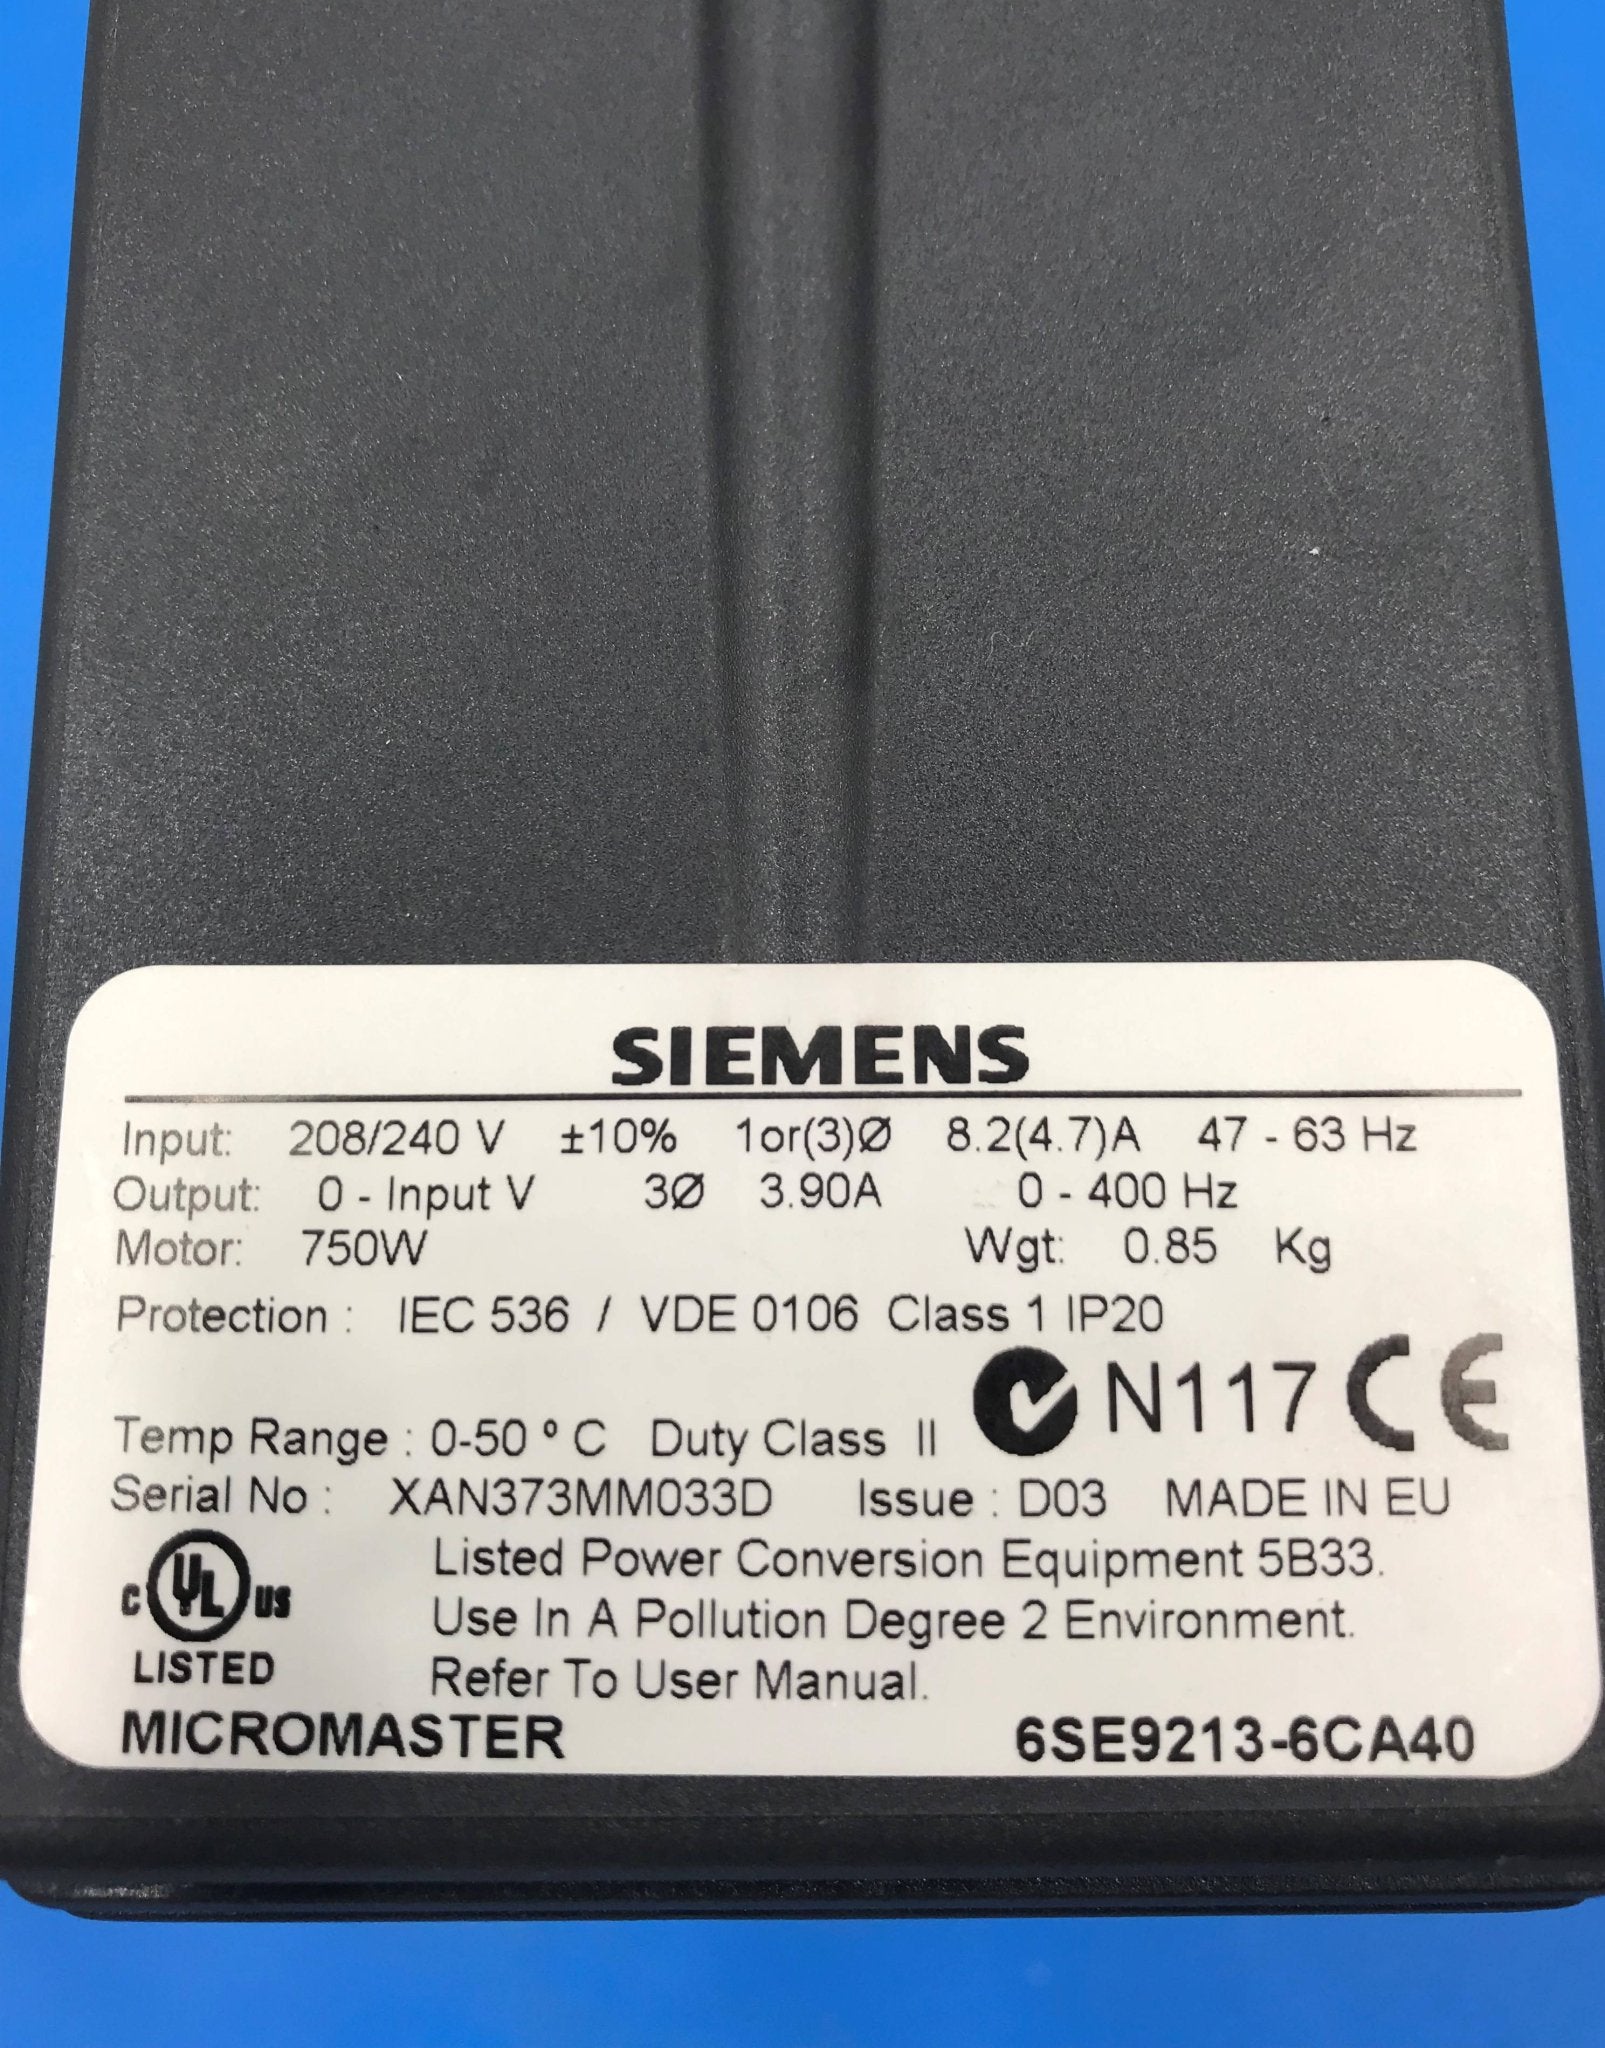 SIEMENS
Input: 208/240 V ±10% 1or(3)Ø 8.2(4.7)A 47 - 63 Hz
Output: 0 - Input V 3Ø 3.90A 0 - 400 Hz
Motor: 750W Wgt: 0.85 Kg
Protection : IEC 536 / VDE 0106 Class 1 IP20
N117 CE
Temp Range : 0-50 ° C Duty Class II
Serial No : XAN373MM033D Issue : D03 MADE IN EU
Listed Power Conversion Equipment 5B33.
C UL US
Use In A Pollution Degree 2 Environment.
LISTED
Refer To User Manual.
MICROMASTER 6SE9213-6CA40